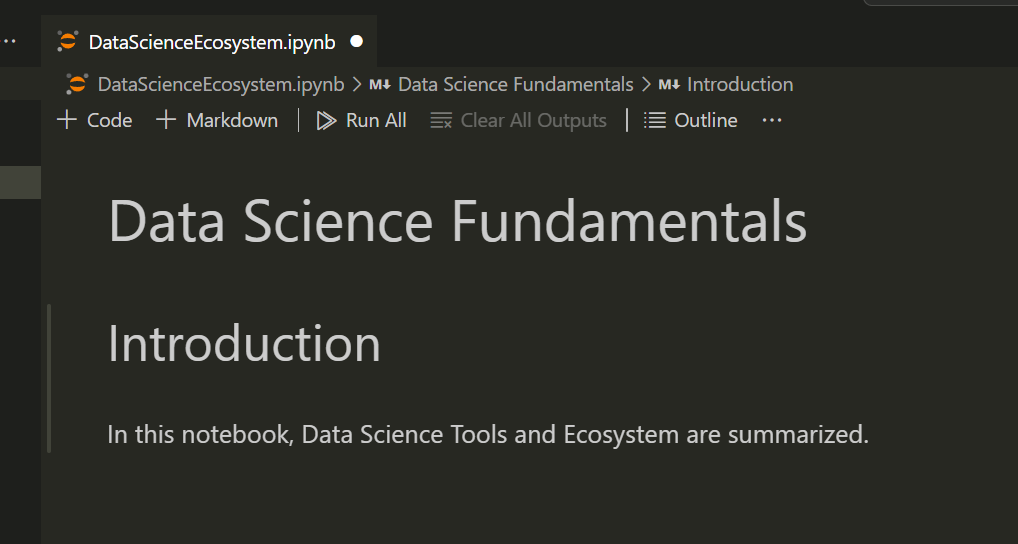 DataScienceEcosystem.ipynb
DataScienceEcosystem.ipynb > M↓ Data Science Fundamentals > M↓ Introduction
+ Code + Markdown | Run All Clear All Outputs | Outline ...
Data Science Fundamentals
Introduction
In this notebook, Data Science Tools and Ecosystem are summarized.